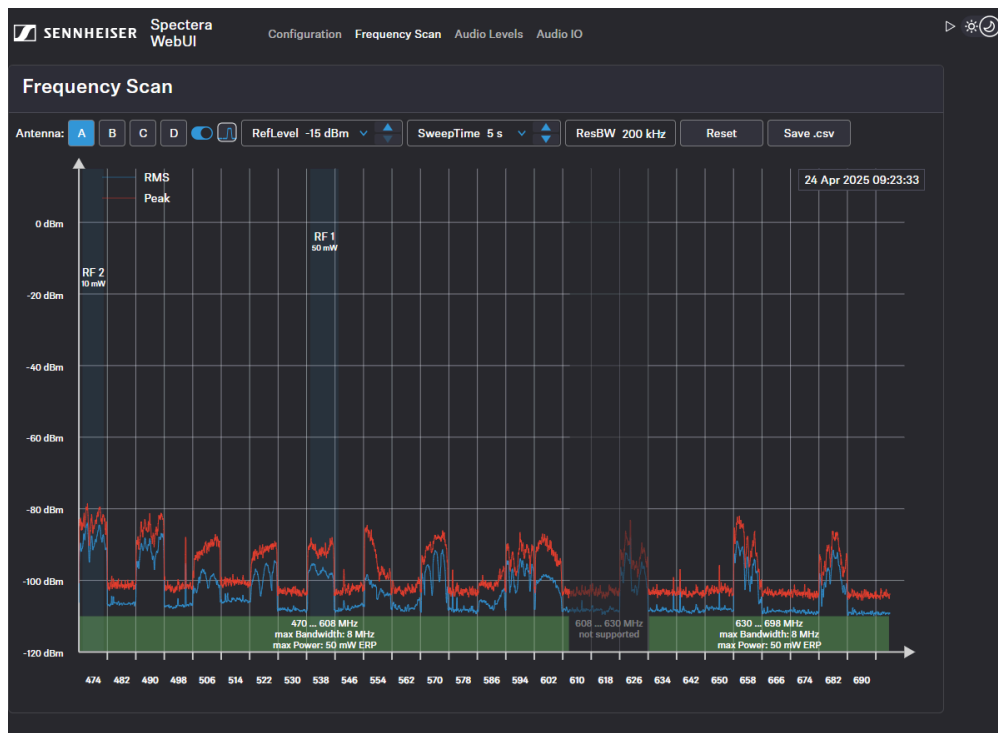 SENNHEISER
Spectera
WebUI
Configuration Frequency Scan Audio Levels Audio IO
Frequency Scan
Antenna: A B C D RefLevel -15 dBm SweepTime 5 s ResBW 200 kHz Reset Save .csv
RMS
Peak
24 Apr 2025 09:23:33
0 dBm
RF 1
50 mW
RF 2
10 mW
-20 dBm
-40 dBm
-60 dBm
-80 dBm
-100 dBm
470 ... 608 MHz
max Bandwidth: 8 MHz
max Power: 50 mW ERP
608 ... 630 MHz
not supported
630 ... 698 MHz
max Bandwidth: 8 MHz
max Power: 50 mW ERP
-120 dBm
474 482 490 498 506 514 522 530 538 546 554 562 570 578 586 594 602 610 618 626 634 642 650 658 666 674 682 690